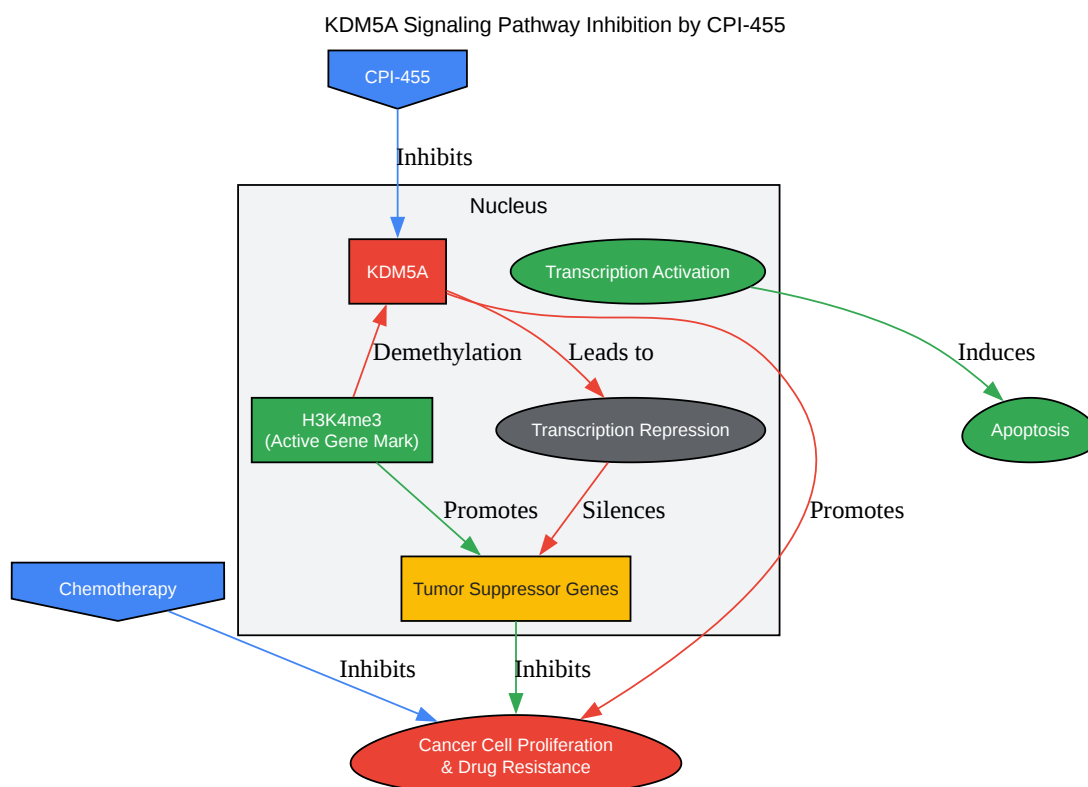 KDM5A Signaling Pathway Inhibition by CPI-455
CPI-455
Inhibits
Nucleus
KDM5A
Transcription Activation
Demethylation
Leads to
Induces
H3K4me3
(Active Gene Mark)
Transcription Repression
Apoptosis
Promotes
Silences
Promotes
Chemotherapy
Tumor Suppressor Genes
Inhibits
Inhibits
Cancer Cell Proliferation
& Drug Resistance